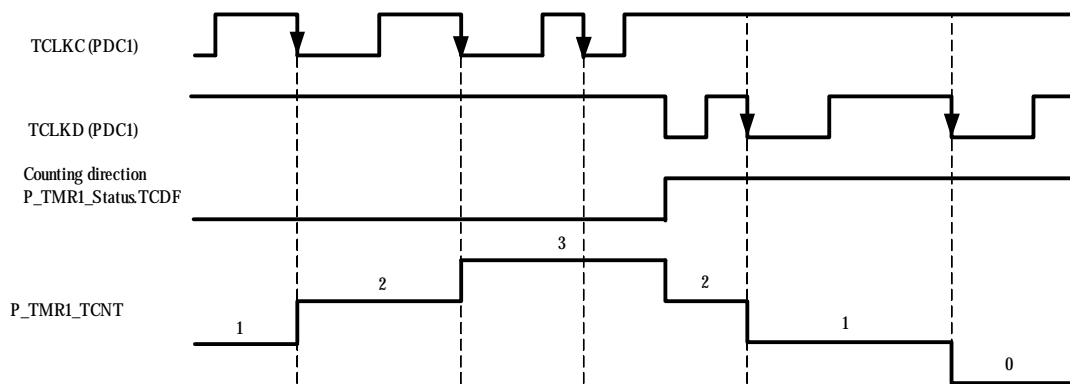 TCLKC (PDC1)
TCLKD (PDC1)
Counting direction
P_TMR1_Status.TCDF
3
2
2
P_TMR1_TCNT
1
1
0